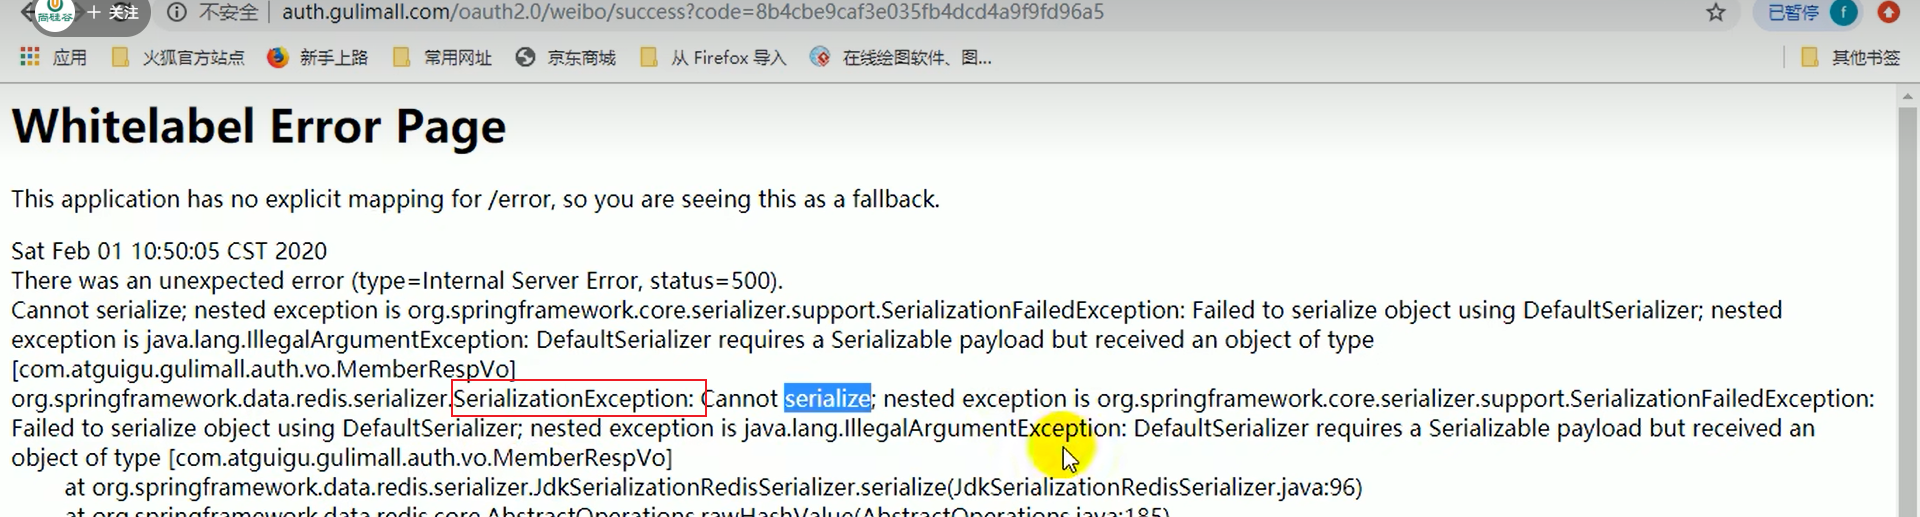 尚硅谷 + 关注 不安全 auth.gulimall.com/oauth2.0/weibo/success?code=8b4cbe9caf3e035fb4dcd4a9f9fd96a5 已暂停 f
应用 火狐官方站点 新手上路 常用网址 京东商城 从 Firefox 导入 在线绘图软件、图... 其他书签
Whitelabel Error Page
This application has no explicit mapping for /error, so you are seeing this as a fallback.
Sat Feb 01 10:50:05 CST 2020
There was an unexpected error (type=Internal Server Error, status=500).
Cannot serialize; nested exception is org.springframework.core.serializer.support.SerializationFailedException: Failed to serialize object using DefaultSerializer; nested
exception is java.lang.IllegalArgumentException: DefaultSerializer requires a Serializable payload but received an object of type
[com.atguigu.gulimall.auth.vo.MemberRespVo]
org.springframework.data.redis.serializer.SerializationException: Cannot serialize; nested exception is org.springframework.core.serializer.support.SerializationFailedException:
Failed to serialize object using DefaultSerializer; nested exception is java.lang.IllegalArgumentException: DefaultSerializer requires a Serializable payload but received an
object of type [com.atguigu.gulimall.auth.vo.MemberRespVo]
at org.springframework.data.redis.serializer.JdkSerializationRedisSerializer.serialize(JdkSerializationRedisSerializer.java:96)
at org.springframework.data.redis.core.AbstractOperations.rawHashValue(AbstractOperations.java:185)